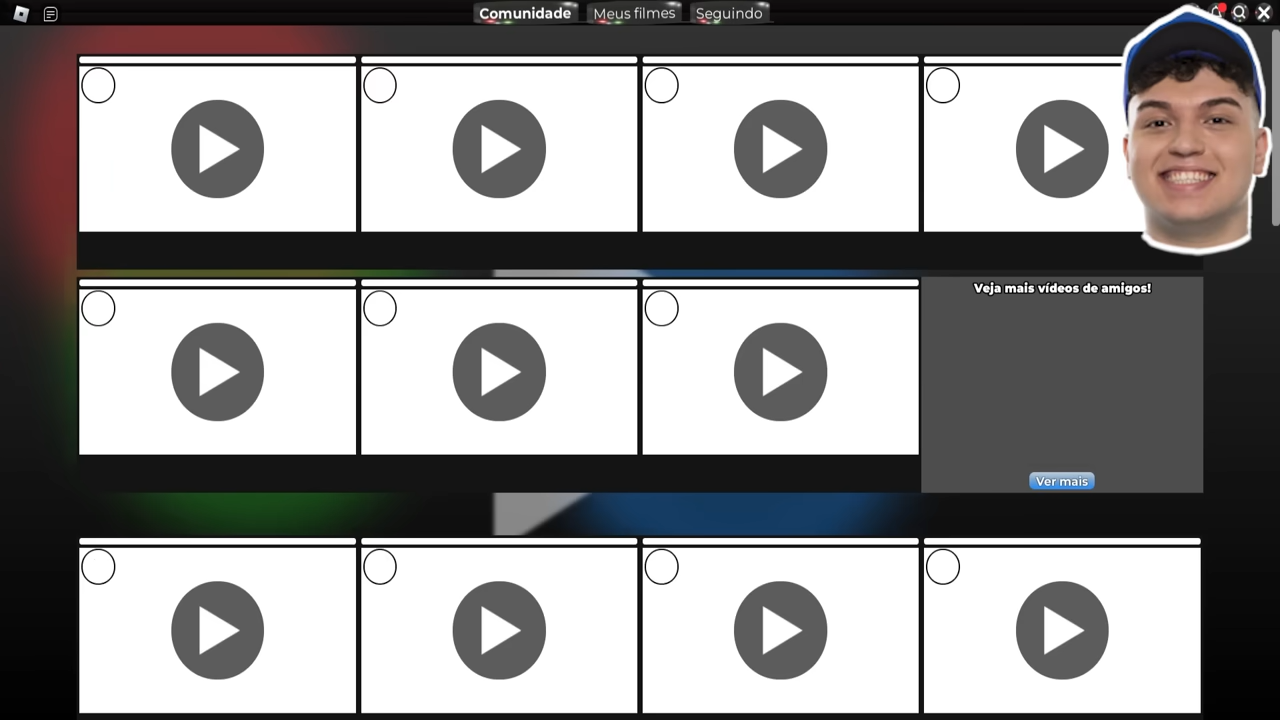 Comunidade
Meus filmes
Seguindo
Veja mais vídeos de amigos!
Ver mais